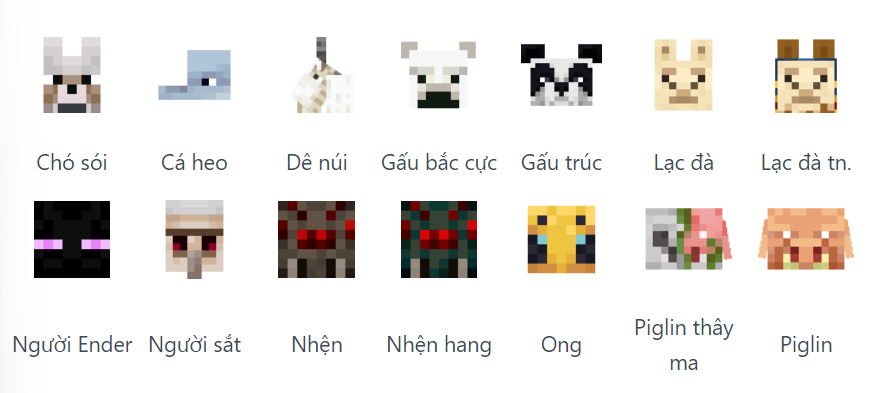 Chó sói
Cá heo
Dê núi
Gấu bắc cực
Gấu trúc
Lạc đà
Lạc đà tn.
Người Ender
Người sắt
Nhện
Nhện hang
Ong
Piglin thây
ma
Piglin